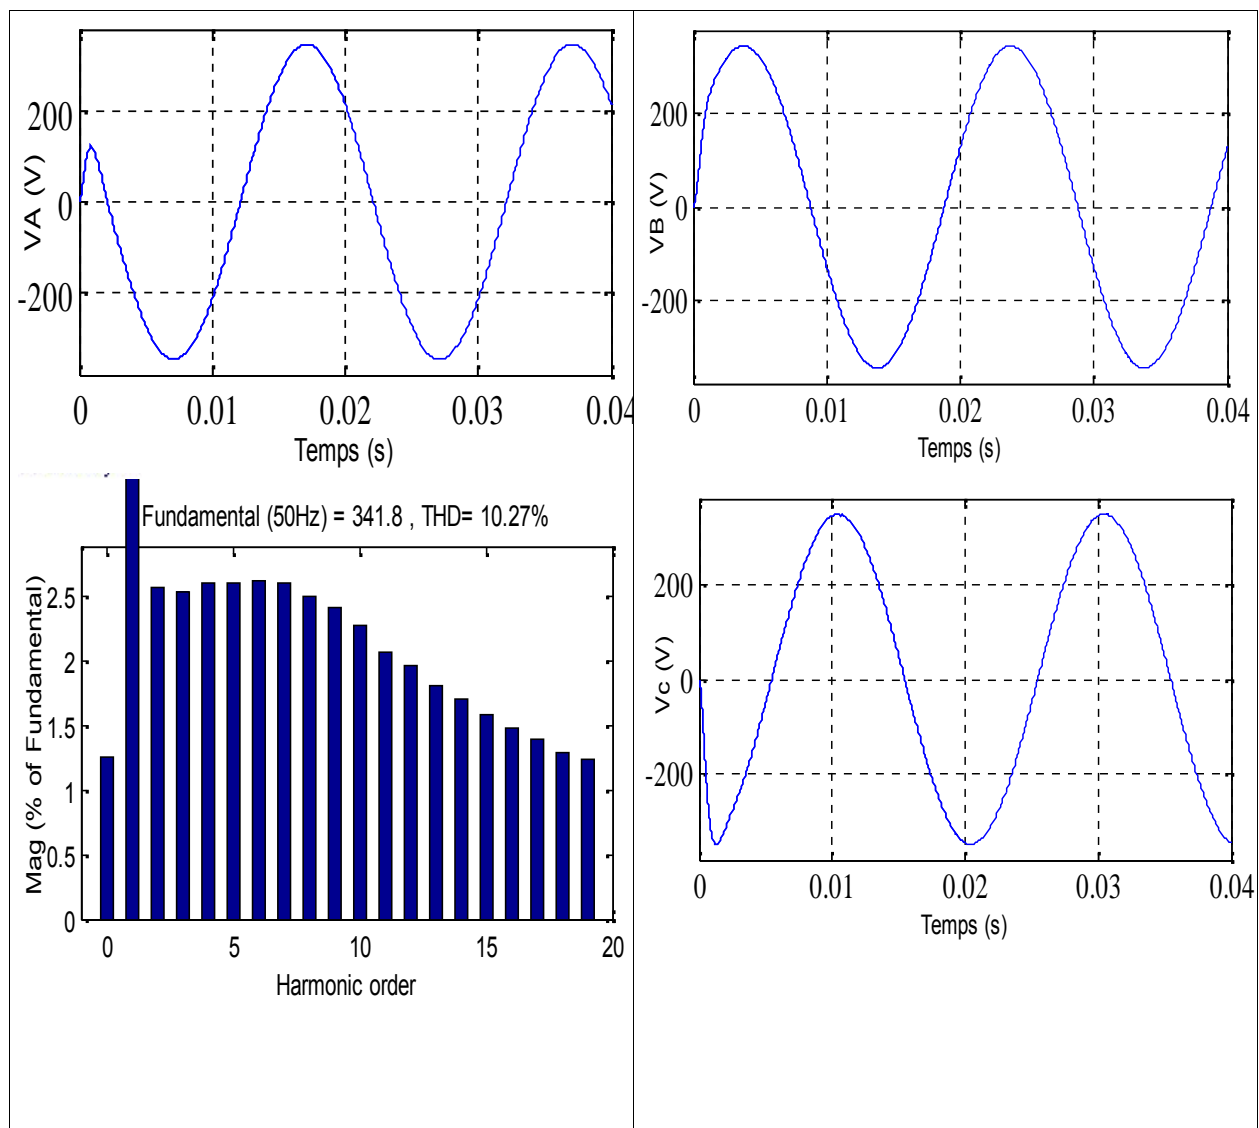 200
0
-200
VA (V)
0 0.01 0.02 0.03 0.04
Temps (s)
200
0
-200
VB (V)
0 0.01 0.02 0.03 0.04
Temps (s)
Fundamental (50Hz) = 341.8 , THD= 10.27%
2.5
2
1.5
1
0.5
0
Mag (% of Fundamental)
0 5 10 15 20
Harmonic order
200
0
-200
Vc (V)
0 0.01 0.02 0.03 0.04
Temps (s)